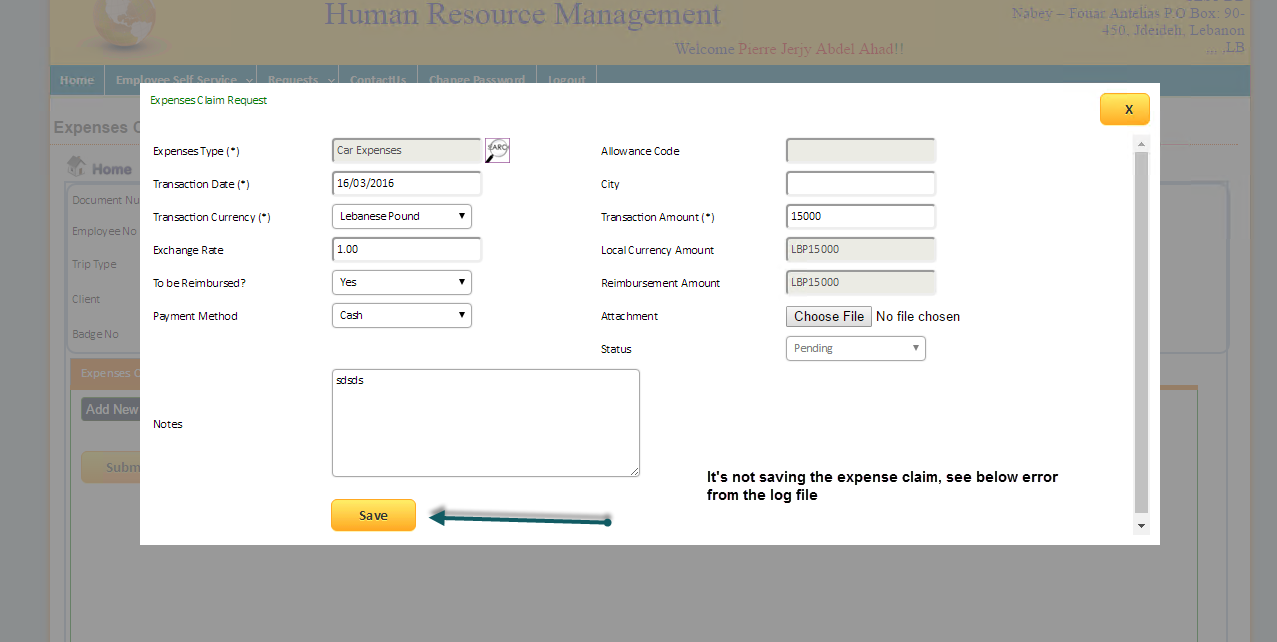 Human Resource Management
Nabey – Fouar Antelias P.O Box: 90-
450, Jdeideh, Lebanon
,,, .LB
Welcome Pierre Jerjy Abdel Ahad!!
Home Employee Self Service Requests ContactUs Change Password Logout
Expenses Claim Request
X
Expenses C
Expenses Type (*) Car Expenses SEARC Allowance Code
Home
Transaction Date (*) 16/03/2016 City
Document Nu
Transaction Currency (*) Lebanese Pound Transaction Amount (*) 15000
Employee No
Exchange Rate 1.00 Local Currency Amount LBP15000
Trip Type
To be Reimbursed? Yes Reimbursement Amount LBP15000
Client
Payment Method Cash Attachment Choose File No file chosen
Badge No
Status Pending
Expenses C
sdsds
Add New
Notes
Subm
It's not saving the expense claim, see below error
from the log file
Save